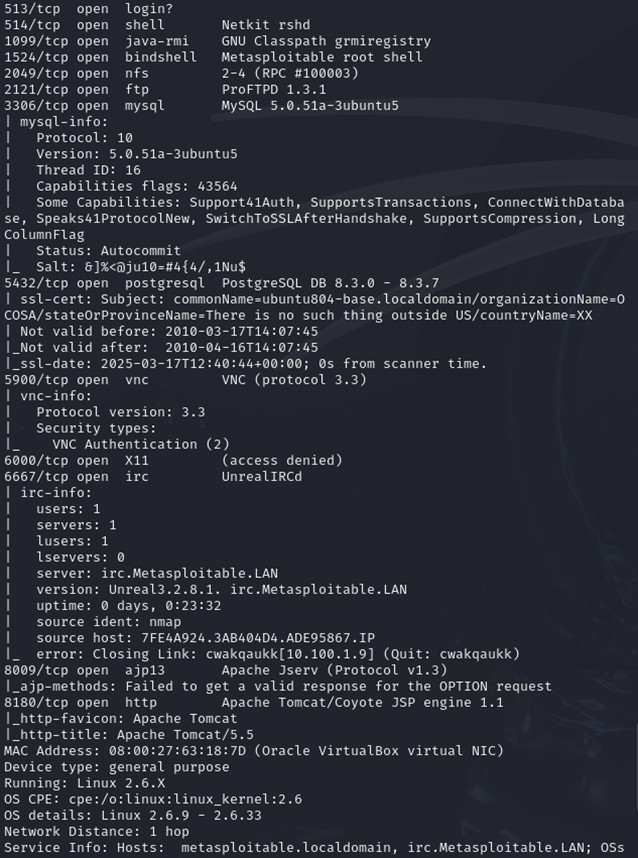 513/tcp  open  login?
514/tcp  open  shell       Netkit rshd
1099/tcp open  java-rmi    GNU Classpath grmiregistry
1524/tcp open  bindshell   Metasploitable root shell
2049/tcp open  nfs         2-4 (RPC #100003)
2121/tcp open  ftp         ProFTPD 1.3.1
3306/tcp open  mysql       MySQL 5.0.51a-3ubuntu5
| mysql-info:
|   Protocol: 10
|   Version: 5.0.51a-3ubuntu5
|   Thread ID: 16
|   Capabilities flags: 43564
|   Some Capabilities: Support41Auth, SupportsTransactions, ConnectWithDataba
se, Speaks41ProtocolNew, SwitchToSSLAfterHandshake, SupportsCompression, Long
ColumnFlag
|   Status: Autocommit
|_  Salt: &]%<@ju10=#4{4/,1Nu$
5432/tcp open  postgresql  PostgreSQL DB 8.3.0 - 8.3.7
| ssl-cert: Subject: commonName=ubuntu804-base.localdomain/organizationName=O
COSA/stateOrProvinceName=There is no such thing outside US/countryName=XX
| Not valid before: 2010-03-17T14:07:45
|_Not valid after:  2010-04-16T14:07:45
|_ssl-date: 2025-03-17T12:40:44+00:00; 0s from scanner time.
5900/tcp open  vnc         VNC (protocol 3.3)
| vnc-info:
|   Protocol version: 3.3
|   Security types:
|_    VNC Authentication (2)
6000/tcp open  X11         (access denied)
6667/tcp open  irc         UnrealIRCd
| irc-info:
|   users: 1
|   servers: 1
|   lusers: 1
|   lservers: 0
|   server: irc.Metasploitable.LAN
|   version: Unreal3.2.8.1. irc.Metasploitable.LAN
|   uptime: 0 days, 0:23:32
|   source ident: nmap
|   source host: 7FE4A924.3AB404D4.ADE95867.IP
|_  error: Closing Link: cwakqaukk[10.100.1.9] (Quit: cwakqaukk)
8009/tcp open  ajp13       Apache Jserv (Protocol v1.3)
|_ajp-methods: Failed to get a valid response for the OPTION request
8180/tcp open  http        Apache Tomcat/Coyote JSP engine 1.1
|_http-favicon: Apache Tomcat
|_http-title: Apache Tomcat/5.5
MAC Address: 08:00:27:63:18:7D (Oracle VirtualBox virtual NIC)
Device type: general purpose
Running: Linux 2.6.X
OS CPE: cpe:/o:linux:linux_kernel:2.6
OS details: Linux 2.6.9 - 2.6.33
Network Distance: 1 hop
Service Info: Hosts:  metasploitable.localdomain, irc.Metasploitable.LAN; OSs